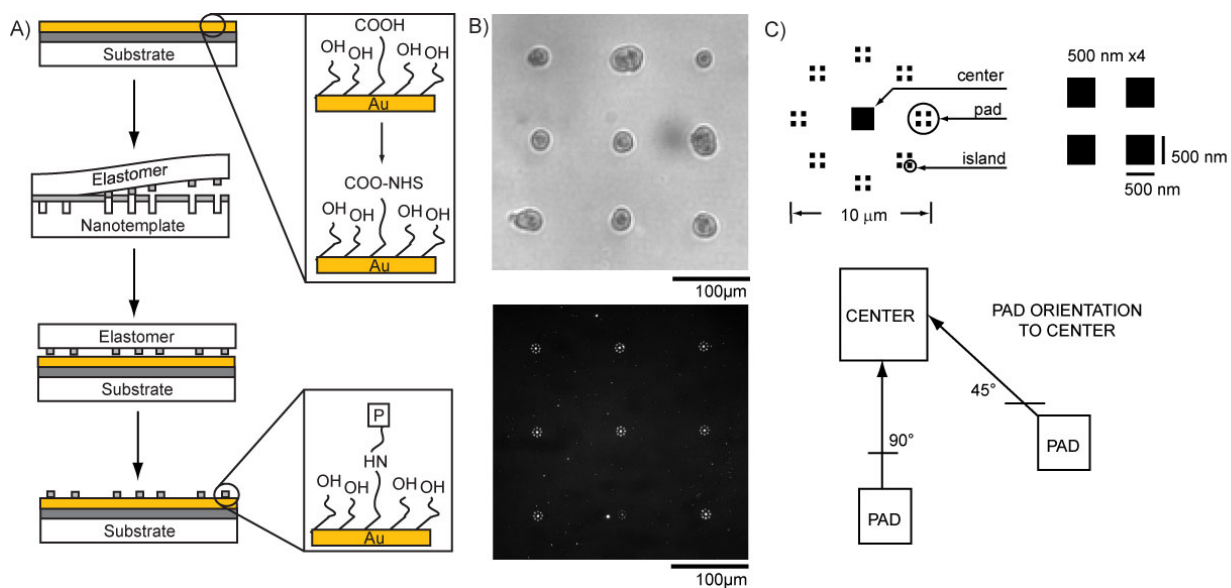 A)
Substrate
Elastomer
Nanotemplate
Elastomer
Substrate
Substrate
COOH
OH
OH
OH
OH
Au
COO-NHS
OH
OH
OH
OH
Au
P
HN
OH
OH
OH
OH
Au
B)
100μm
100μm
C)
center
pad
island
10 μm
500 nm x4
500 nm
500 nm
CENTER
PAD ORIENTATION
TO CENTER
45°
90°
PAD
PAD